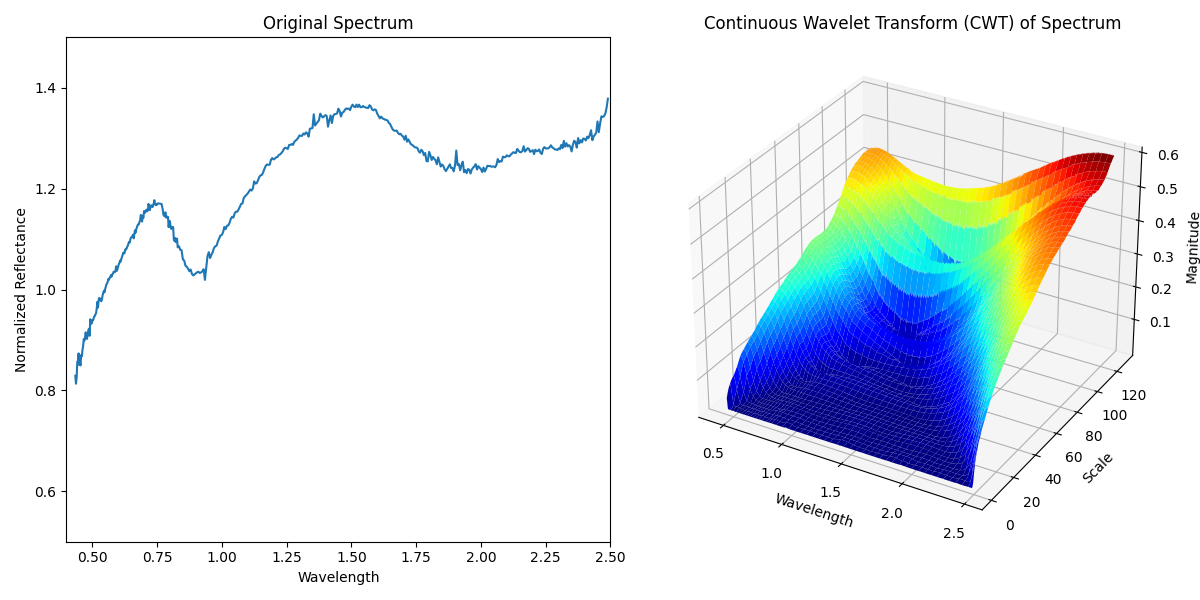 Original Spectrum
Normalized Reflectance
1.4
1.2
1.0
0.8
0.6
0.50 0.75 1.00 1.25 1.50 1.75 2.00 2.25 2.50
Wavelength
Continuous Wavelet Transform (CWT) of Spectrum
0.6
0.5
0.4
0.3
0.2
0.1
Magnitude
120
100
80
60
40
20
0
Scale
0.5
1.0
1.5
2.0
2.5
Wavelength